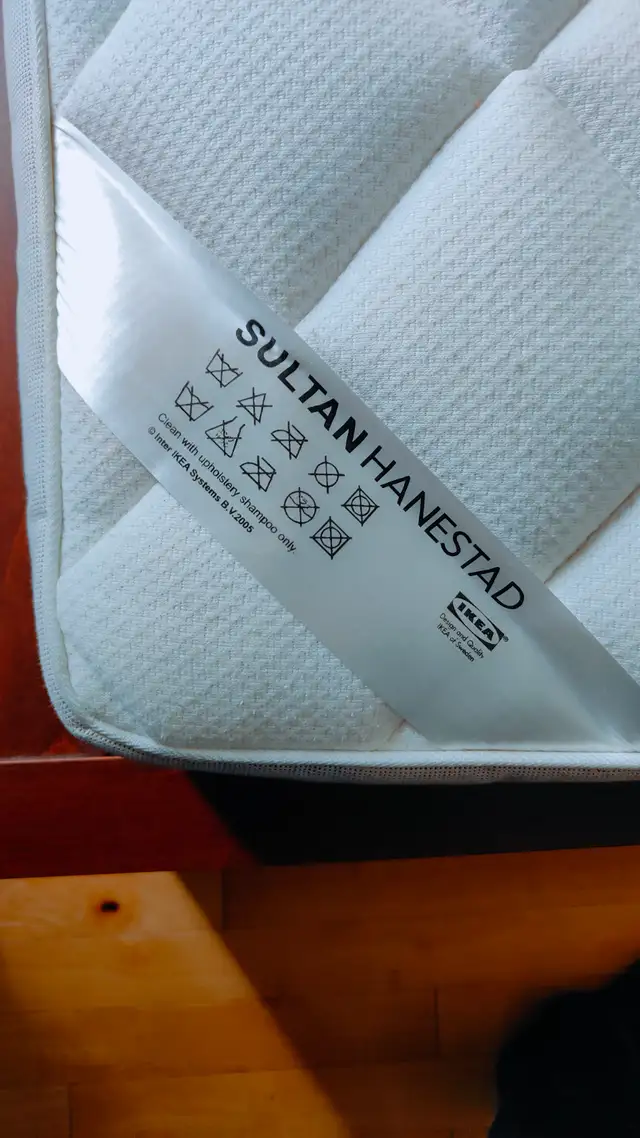 SULTAN HANESTAD
Clean with upholstery shampoo only.
© Inter IKEA Systems B.V.2005
IKEA®
Design and Quality
IKEA of Sweden